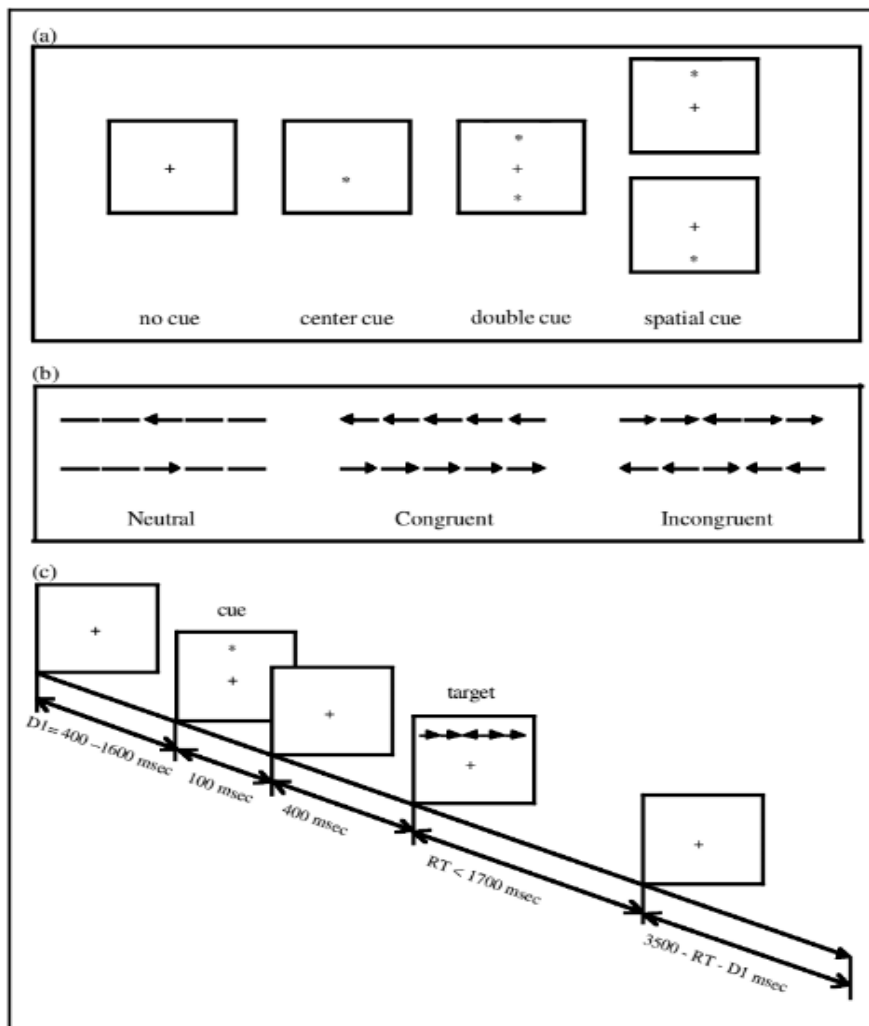 (a)
+
*
*
+
*
*
+
+
*
no cue
center cue
double cue
spatial cue
(b)
Neutral
Congruent
Incongruent
(c)
+
cue
*
+
+
target
+
+
D1= 400 –1600 msec
100 msec
400 msec
RT < 1700 msec
3500 - RT - D1 msec